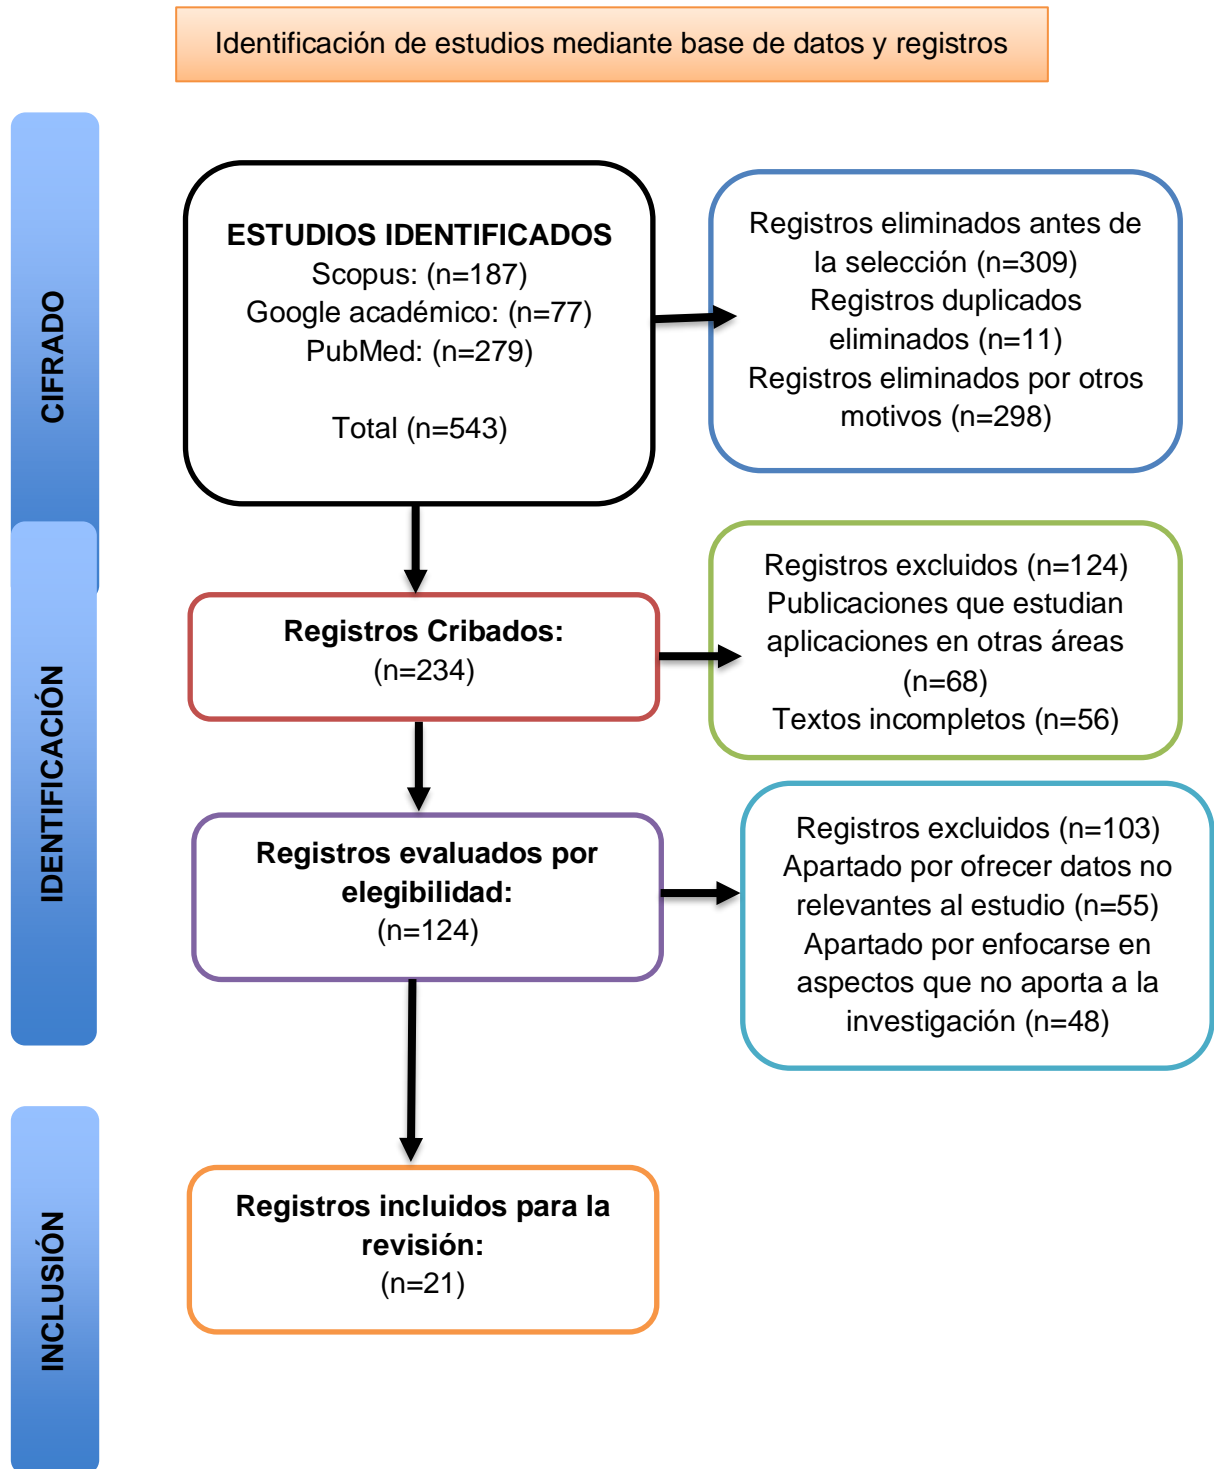 Identificación de estudios mediante base de datos y registros
CIFRADO
ESTUDIOS IDENTIFICADOS
Scopus: (n=187)
Google académico: (n=77)
PubMed: (n=279)
Total (n=543)
Registros eliminados antes de
la selección (n=309)
Registros duplicados
eliminados (n=11)
Registros eliminados por otros
motivos (n=298)
IDENTIFICACIÓN
Registros Cribados:
(n=234)
Registros excluidos (n=124)
Publicaciones que estudian
aplicaciones en otras áreas
(n=68)
Textos incompletos (n=56)
Registros evaluados por
elegibilidad:
(n=124)
Registros excluidos (n=103)
Apartado por ofrecer datos no
relevantes al estudio (n=55)
Apartado por enfocarse en
aspectos que no aporta a la
investigación (n=48)
INCLUSIÓN
Registros incluidos para la
revisión:
(n=21)